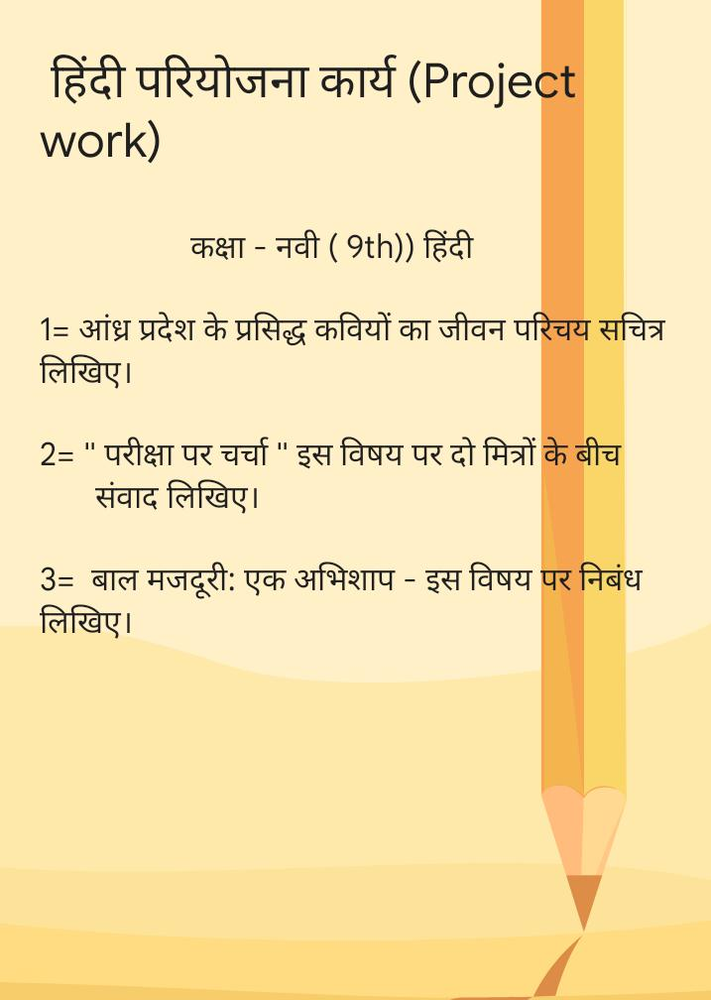 हिंदी परियोजना कार्य (Project
work)
कक्षा - नवी ( 9th)) हिंदी
1= आंध्र प्रदेश के प्रसिद्ध कवियों का जीवन परिचय सचित्र
लिखिए।
2= " परीक्षा पर चर्चा " इस विषय पर दो मित्रों के बीच
संवाद लिखिए।
3= बाल मजदूरी: एक अभिशाप - इस विषय पर निबंध
लिखिए।